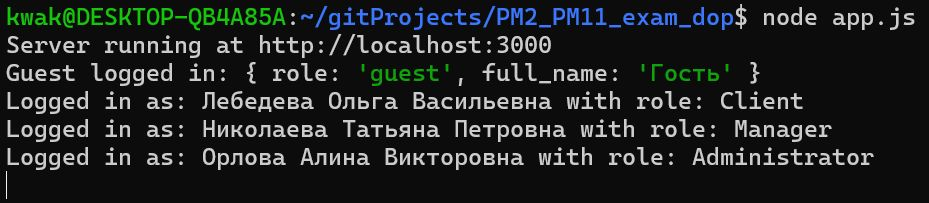 kwak@DESKTOP-QB4A85A:~/gitProjects/PM2_PM11_exam_dop$ node app.js
Server running at http://localhost:3000
Guest logged in: { role: 'guest', full_name: 'Гость' }
Logged in as: Лебедева Ольга Васильевна with role: Client
Logged in as: Николаева Татьяна Петровна with role: Manager
Logged in as: Орлова Алина Викторовна with role: Administrator